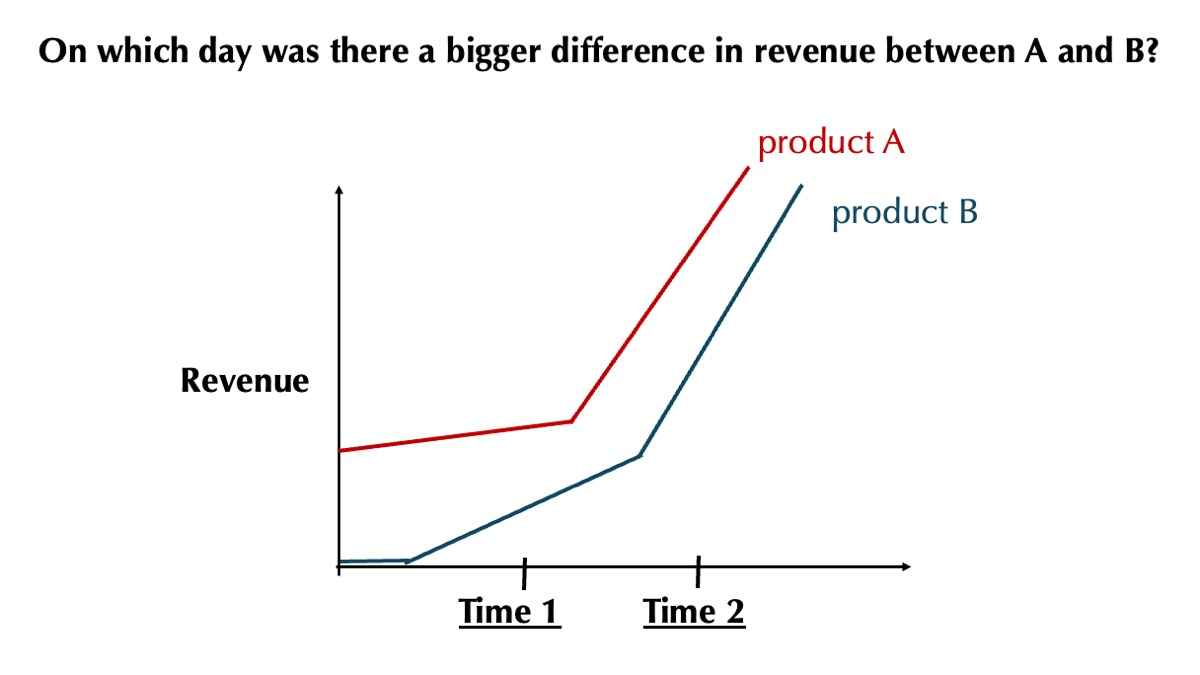 On which day was there a bigger difference in revenue between A and B?
product A
product B
Revenue
Time 1
Time 2